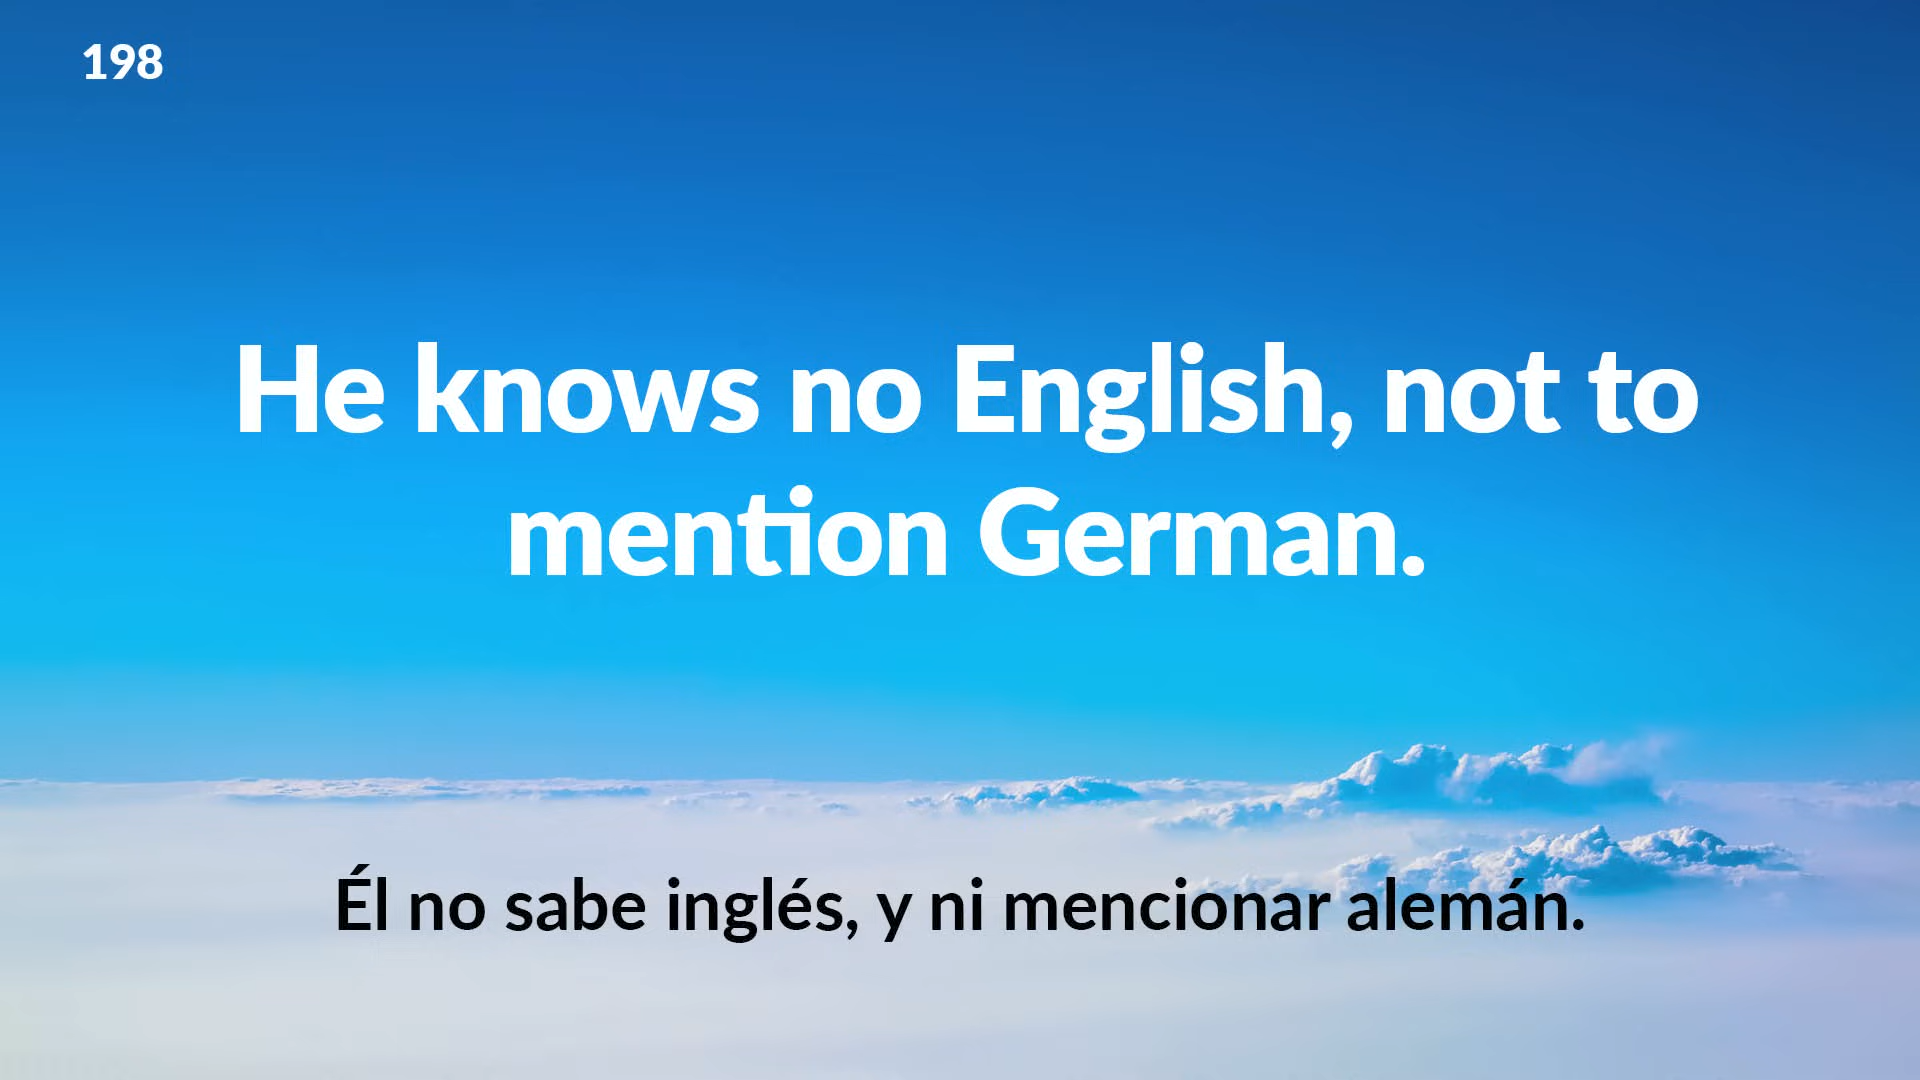 198
He knows no English, not to
mention German.
Él no sabe inglés, y ni mencionar alemán.